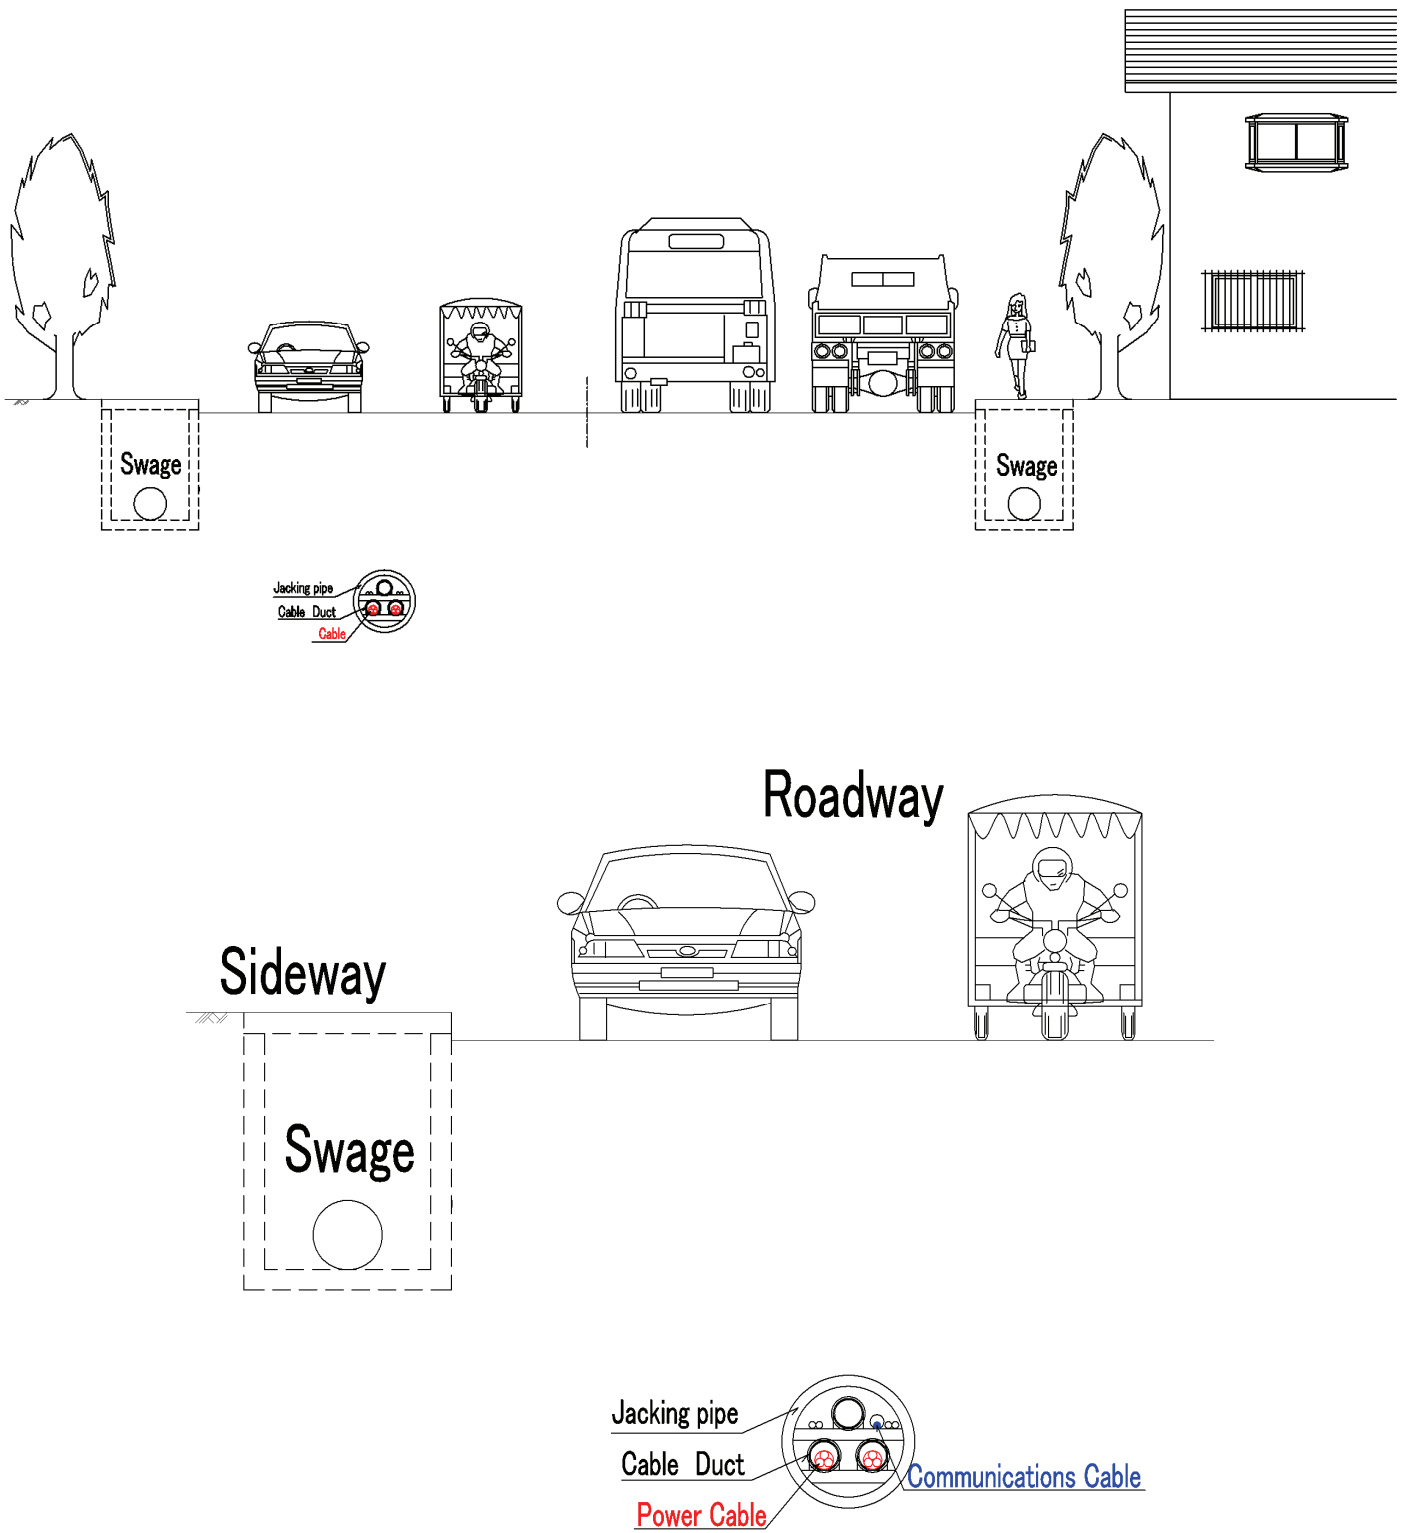 Swage
Swage
Jacking pipe
Cable Duct
Cable
Roadway
Sideway
Swage
Jacking pipe
Cable Duct
Communications Cable
Power Cable